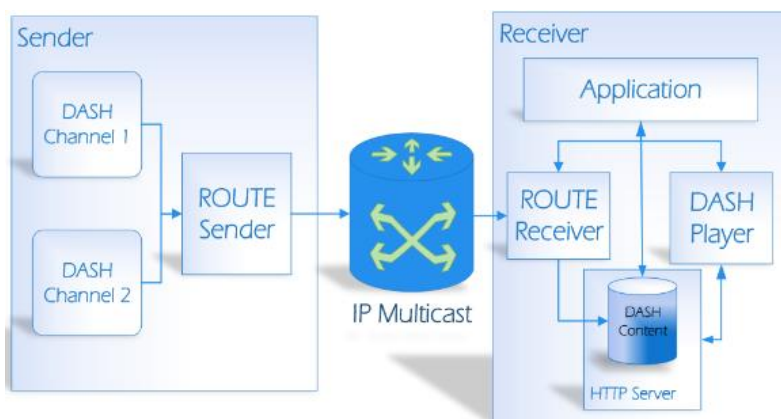 Sender
DASH
Channel 1
ROUTE
Sender
DASH
Channel 2
IP Multicast
Receiver
Application
ROUTE
Receiver
DASH
Player
DASH
Content
HTTP Server